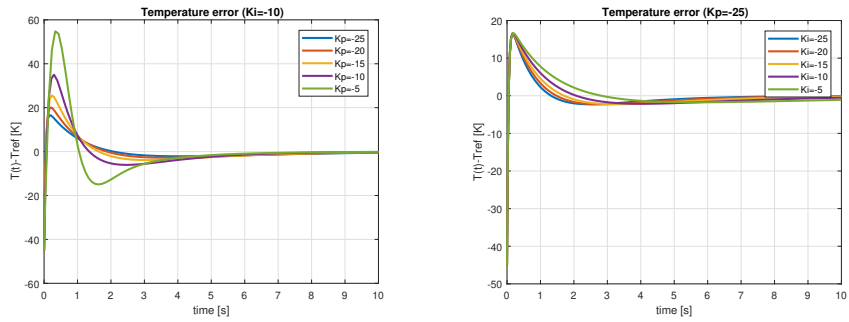 Temperature error (Ki=-10)
60
40
20
0
-20
-40
-60
T(t)-Tref [K]
Kp=-25
Kp=-20
Kp=-15
Kp=-10
Kp=-5
0 1 2 3 4 5 6 7 8 9 10
time [s]
Temperature error (Kp=-25)
20
10
0
-10
-20
-30
-40
-50
T(t)-Tref [K]
Ki=-25
Ki=-20
Ki=-15
Ki=-10
Ki=-5
0 1 2 3 4 5 6 7 8 9 10
time [s]